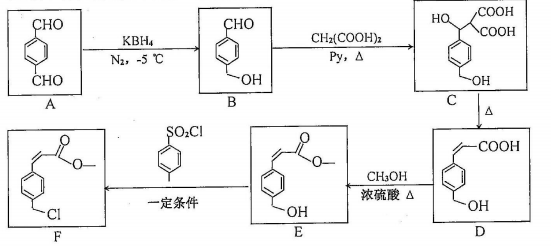 CHO
CHO
A
KBH₄
N₂, -5 ℃
CHO
OH
B
CH₂(COOH)₂
Py, Δ
HO
COOH
COOH
OH
C
Δ
COOH
OH
D
CH₃OH
浓硫酸 Δ
O
O
OH
E
SO₂Cl
一定条件
O
O
Cl
F